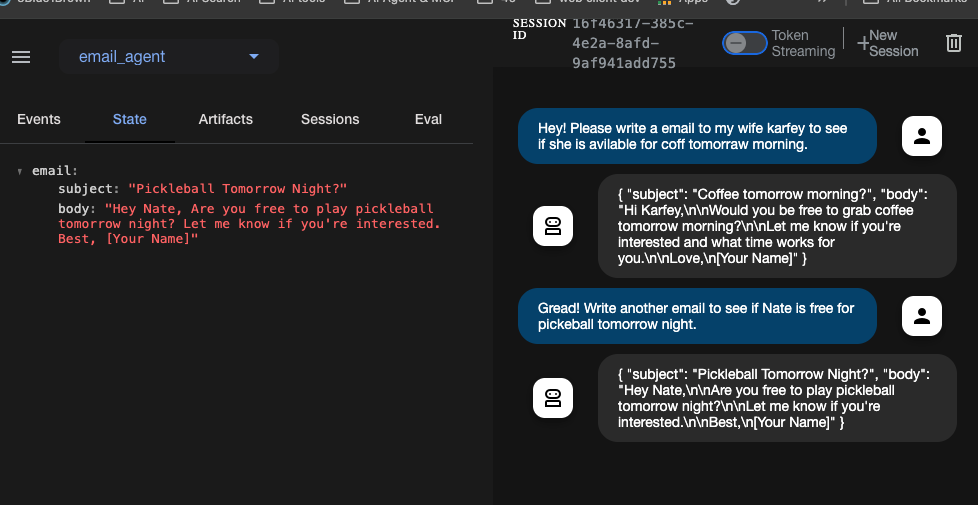 AI tools
Apps
All Bookmarks
email_agent
SESSION ID
16f46317-385c-
4e2a-8afd-
9af941add755
Token
Streaming
New
Session
Events
State
Artifacts
Sessions
Eval
email:
subject: "Pickleball Tomorrow Night?"
body: "Hey Nate, Are you free to play pickleball
tomorrow night? Let me know if you're interested.
Best, [Your Name]"
Hey! Please write a email to my wife karfey to see
if she is avilable for coff tomorraw morning.
{ "subject": "Coffee tomorrow morning?", "body":
"Hi Karfey,\n\nWould you be free to grab coffee
tomorrow morning?\n\nLet me know if you're
interested and what time works for
you.\n\nLove,\n[Your Name]" }
Gread! Write another email to see if Nate is free for
pickeball tomorrow night.
{ "subject": "Pickleball Tomorrow Night?", "body":
"Hey Nate,\n\nAre you free to play pickleball
tomorrow night?\n\nLet me know if you're
interested.\n\nBest,\n[Your Name]" }